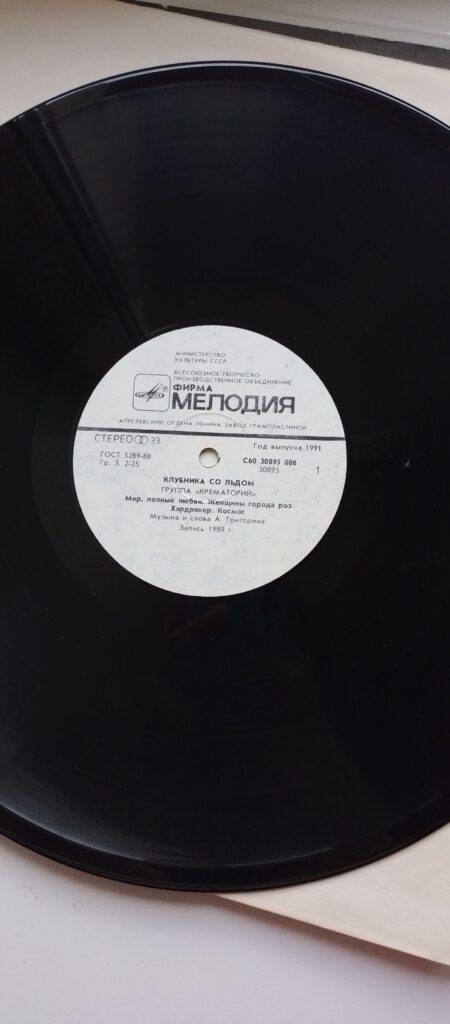 МИНИСТЕРСТВО
КУЛЬТУРЫ СССР
ВСЕСОЮЗНОЕ ТВОРЧЕСКО-
ПРОИЗВОДСТВЕННОЕ ОБЪЕДИНЕНИЕ
ФИРМА
МЕЛОДИЯ
АПРЕЛЕВСКИЙ ОРДЕНА ЛЕНИНА ЗАВОД ГРАМПЛАСТИНОК
СТЕРЕО 33
Год выпуска 1991
ГОСТ 5289-88
С60 30895 006
Гр. 3. 2-25
30895 1
КЛУБНИКА СО ЛЬДОМ
ГРУППА «КРЕМАТОРИЙ»
Мир, полный любви. Женщины города роз
Хардрокер. Космос
Музыка и слова А. Григоряна
Запись 1989 г.